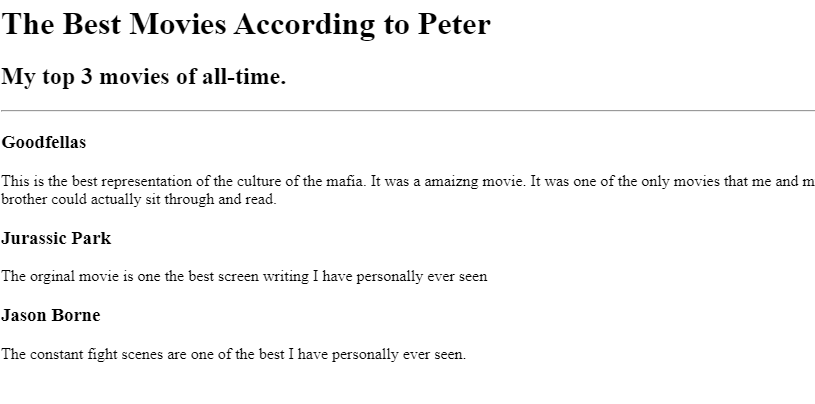 The Best Movies According to Peter
My top 3 movies of all-time.
Goodfellas
This is the best representation of the culture of the mafia. It was a amaizng movie. It was one of the only movies that me and m
brother could actually sit through and read.
Jurassic Park
The orginal movie is one the best screen writing I have personally ever seen
Jason Borne
The constant fight scenes are one of the best I have personally ever seen.